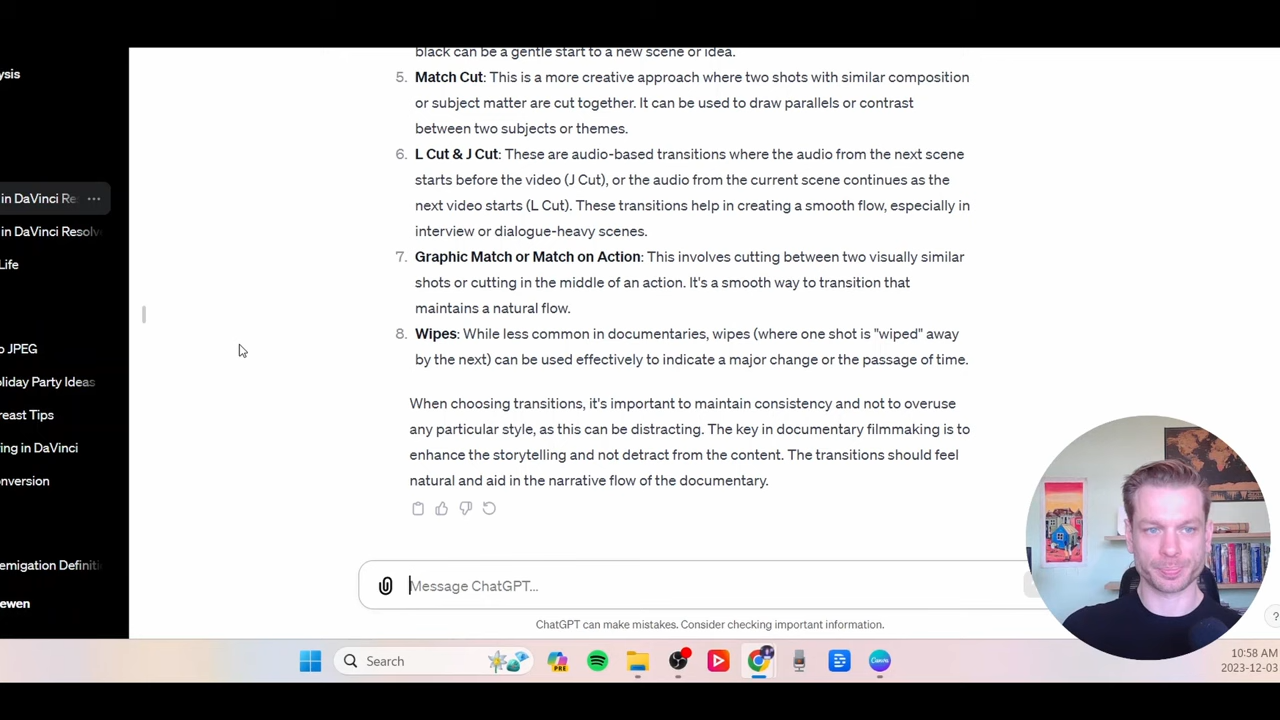 black can be a gentle start to a new scene or idea.
5. Match Cut: This is a more creative approach where two shots with similar composition
or subject matter are cut together. It can be used to draw parallels or contrast
between two subjects or themes.
6. L Cut & J Cut: These are audio-based transitions where the audio from the next scene
starts before the video (J Cut), or the audio from the current scene continues as the
next video starts (L Cut). These transitions help in creating a smooth flow, especially in
interview or dialogue-heavy scenes.
7. Graphic Match or Match on Action: This involves cutting between two visually similar
shots or cutting in the middle of an action. It's a smooth way to transition that
maintains a natural flow.
8. Wipes: While less common in documentaries, wipes (where one shot is "wiped" away
by the next) can be used effectively to indicate a major change or the passage of time.
When choosing transitions, it's important to maintain consistency and not to overuse
any particular style, as this can be distracting. The key in documentary filmmaking is to
enhance the storytelling and not detract from the content. The transitions should feel
natural and aid in the narrative flow of the documentary.
Message ChatGPT...
ChatGPT can make mistakes. Consider checking important information.
ysis
in DaVinci Re
in DaVinci Resolv
Life
o JPEG
oliday Party Ideas
reast Tips
ing in DaVinci
onversion
emigation Definiti
ewen
?
Search
PRE
10:58 AM
2023-12-03